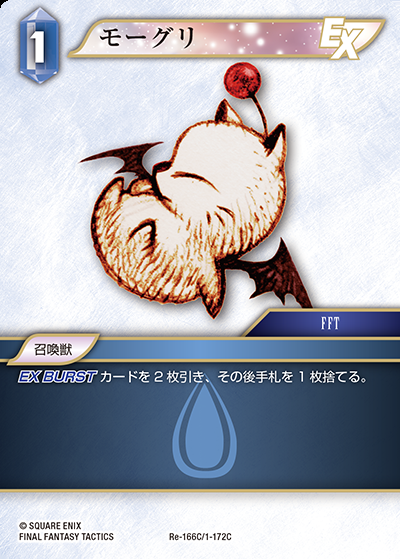 1
モーグリ
EX
FFT
召喚獣
EX BURST カードを2枚引き、その後手札を1枚捨てる。
© SQUARE ENIX
FINAL FANTASY TACTICS
Re-166C/1-172C